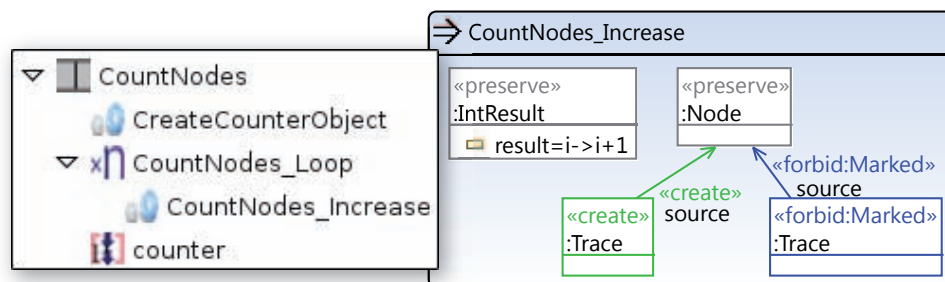 CountNodes
CreateCounterObject
CountNodes_Loop
CountNodes_Increase
counter
CountNodes_Increase
«preserve»
:IntResult
result=i->i+1
«preserve»
:Node
«create»
source
«forbid:Marked»
source
«create»
:Trace
«forbid:Marked»
:Trace